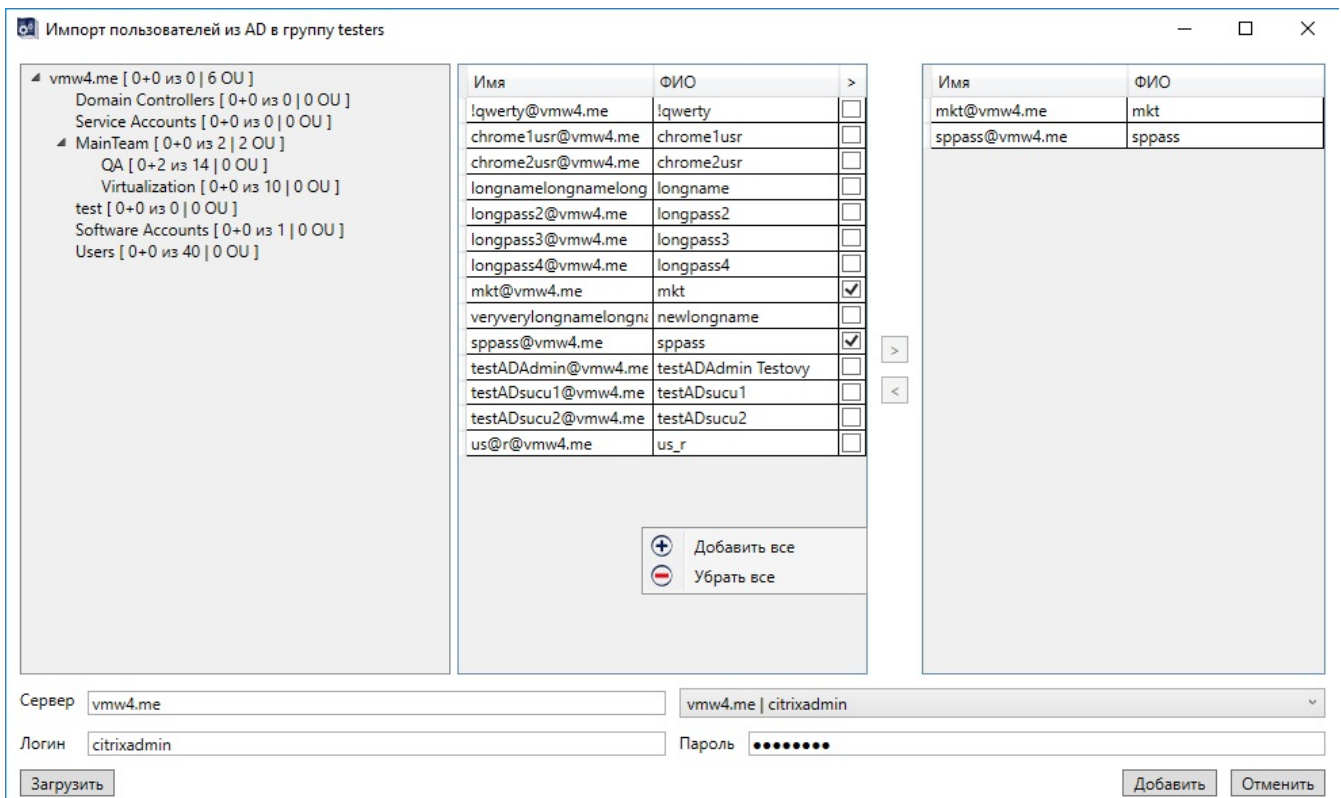 Импорт пользователей из AD в группу testers
vmw4.me [ 0+0 из 0 | 6 OU ]
Domain Controllers [ 0+0 из 0 | 0 OU ]
Service Accounts [ 0+0 из 0 | 0 OU ]
MainTeam [ 0+0 из 2 | 2 OU ]
QA [ 0+2 из 14 | 0 OU ]
Virtualization [ 0+0 из 10 | 0 OU ]
test [ 0+0 из 0 | 0 OU ]
Software Accounts [ 0+0 из 1 | 0 OU ]
Users [ 0+0 из 40 | 0 OU ]
Имя ФИО >
!qwerty@vmw4.me !qwerty
chrome1usr@vmw4.me chrome1usr
chrome2usr@vmw4.me chrome2usr
longnamelongnamelong longname
longpass2@vmw4.me longpass2
longpass3@vmw4.me longpass3
longpass4@vmw4.me longpass4
mkt@vmw4.me mkt
veryverylongnamelongna newlongname
sppass@vmw4.me sppass
testADAdmin@vmw4.me testADAdmin Testovy
testADsucu1@vmw4.me testADsucu1
testADsucu2@vmw4.me testADsucu2
us@r@vmw4.me us_r
Добавить все
Убрать все
>
<
Имя ФИО
mkt@vmw4.me mkt
sppass@vmw4.me sppass
Сервер vmw4.me vmw4.me | citrixadmin
Логин citrixadmin Пароль ●●●●●●●●
Загрузить Добавить Отменить